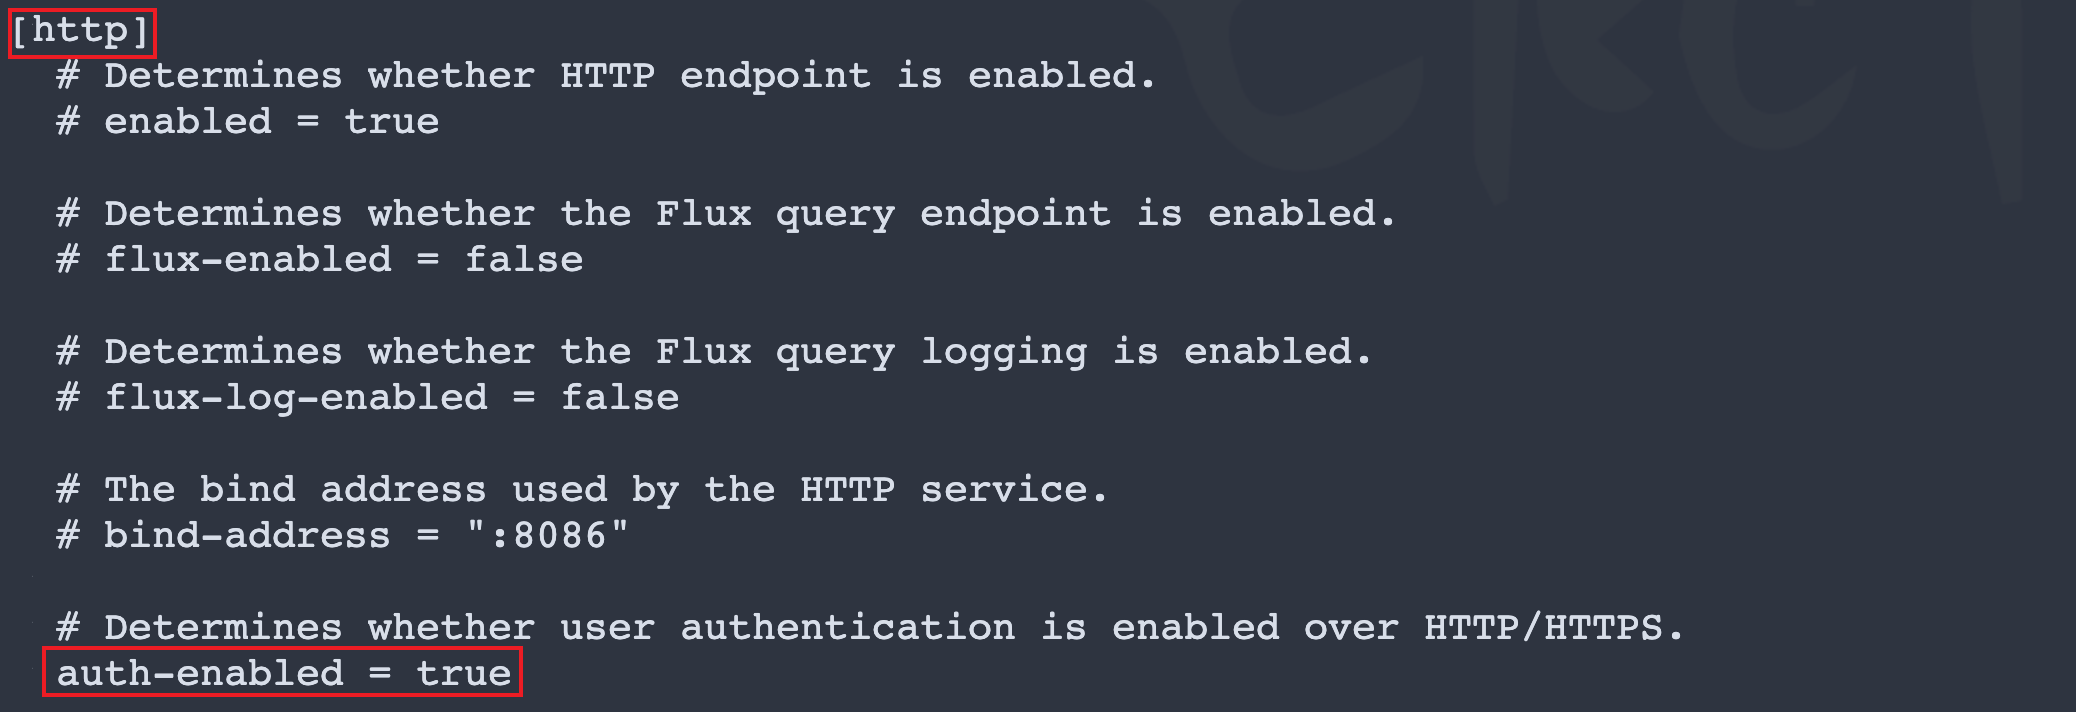 [http]
# Determines whether HTTP endpoint is enabled.
# enabled = true
# Determines whether the Flux query endpoint is enabled.
# flux-enabled = false
# Determines whether the Flux query logging is enabled.
# flux-log-enabled = false
# The bind address used by the HTTP service.
# bind-address = ":8086"
# Determines whether user authentication is enabled over HTTP/HTTPS.
auth-enabled = true